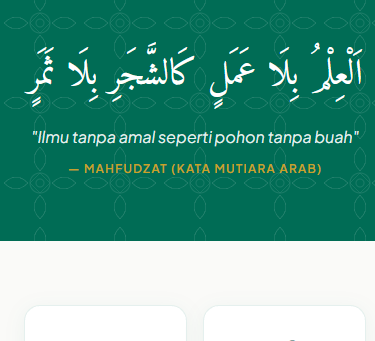 اَلْعِلْمُ بِلَا عَمَلٍ كَالشَّجَرِ بِلَا ثَمَرٍ
"Ilmu tanpa amal seperti pohon tanpa buah"
— MAHFUDZAT (KATA MUTIARA ARAB)